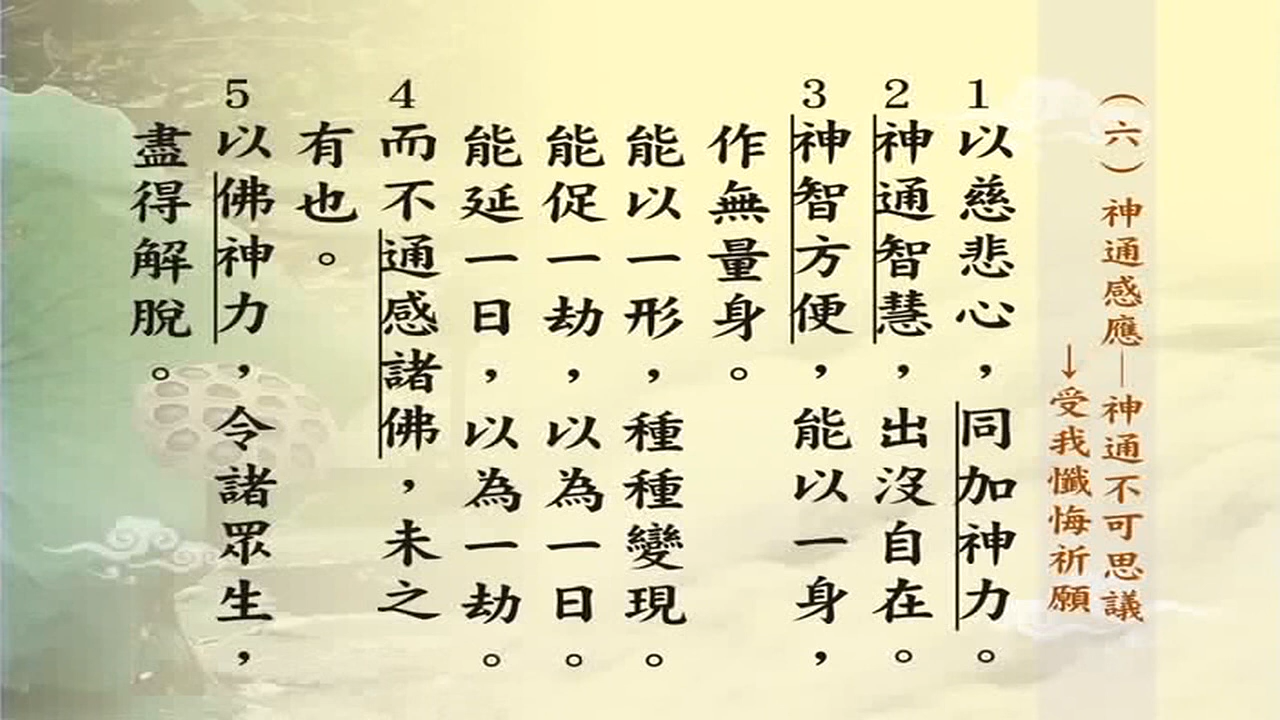 (六)神通感應—神通不可思議
→受我懺悔祈願
1以慈悲心,同加神力。
2神通智慧,出沒自在。
3神智方便,能以一身,
作無量身。
能以一形,種種變現。
能促一劫,以為一日。
能延一日,以為一劫。
4而不通感諸佛,未之
有也。
5以佛神力,令諸眾生,
盡得解脫。